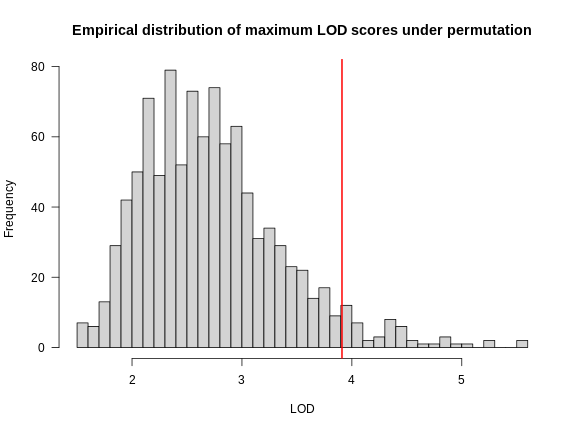 Empirical distribution of maximum LOD scores under permutation
Frequency
80
60
40
20
0
2 3 4 5
LOD